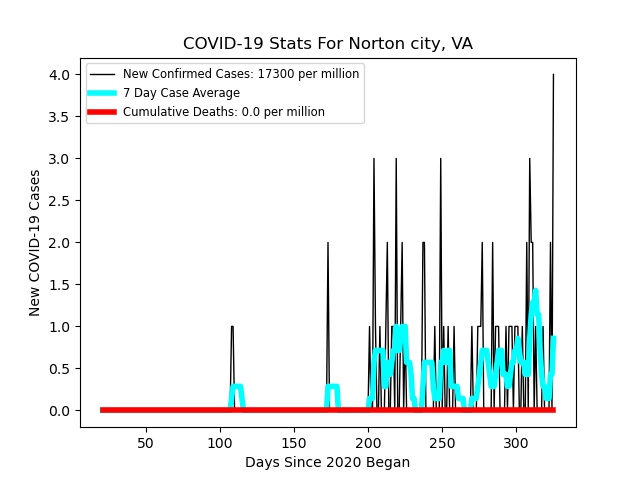 COVID-19 Stats For Norton city, VA
New Confirmed Cases: 17300 per million
7 Day Case Average
Cumulative Deaths: 0.0 per million
New COVID-19 Cases
4.0
3.5
3.0
2.5
2.0
1.5
1.0
0.5
0.0
50 100 150 200 250 300
Days Since 2020 Began